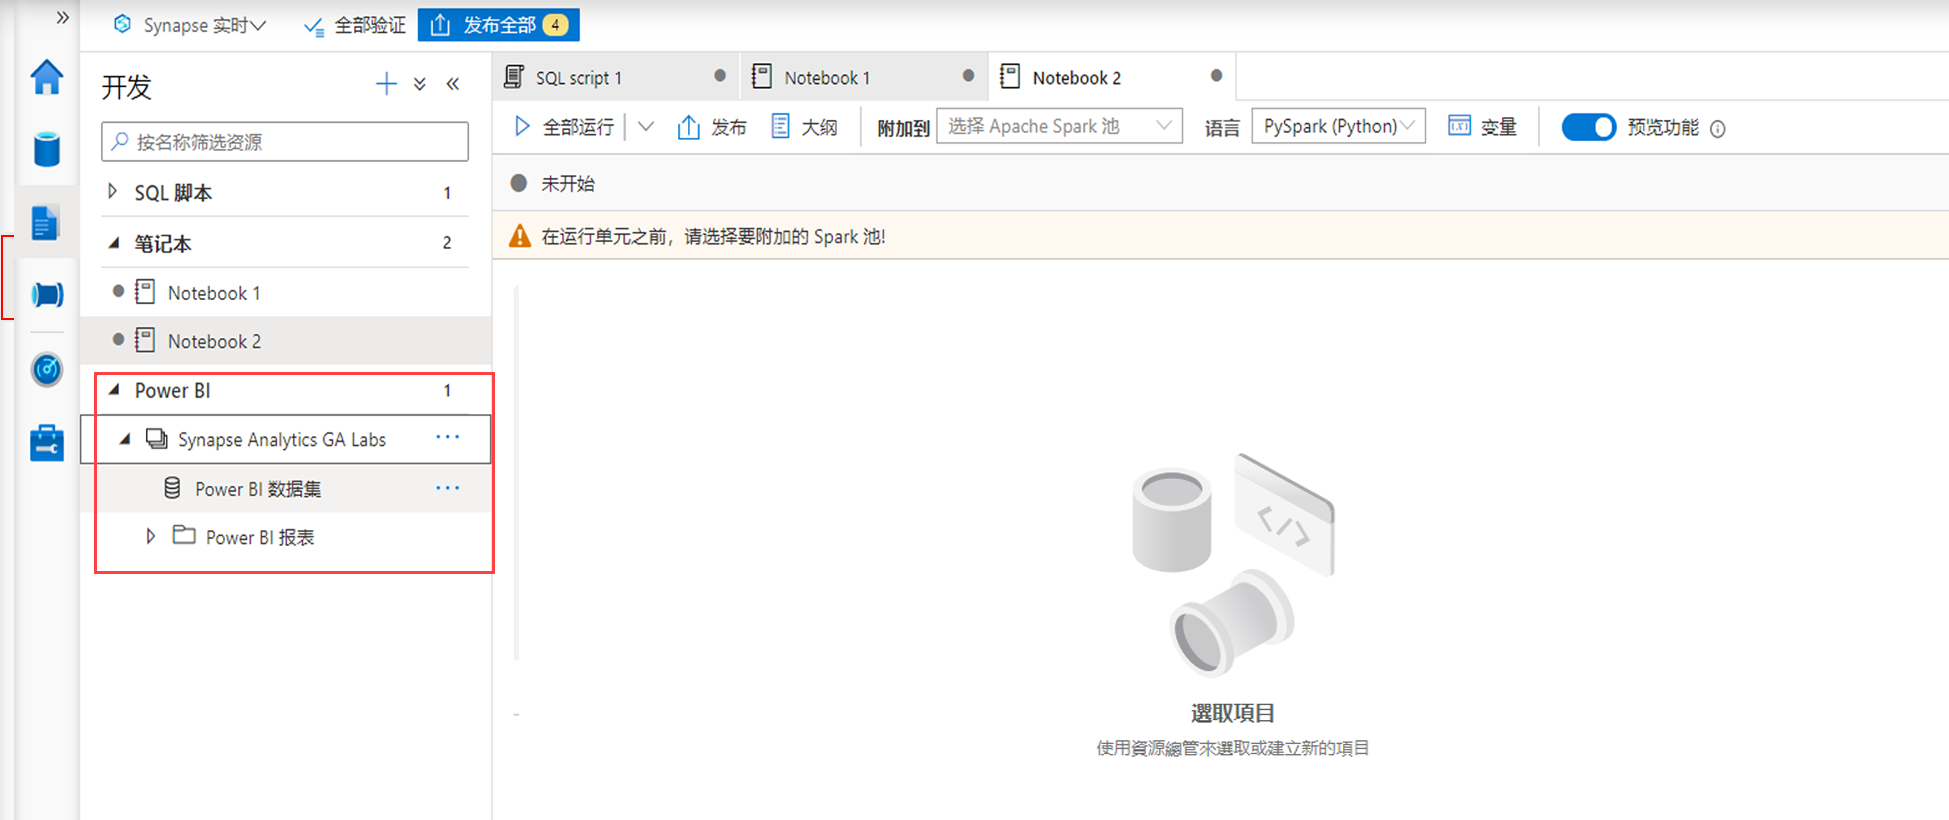 Synapse 实时 全部验证 发布全部 4
开发
按名称筛选资源
SQL 脚本 1
笔记本 2
Notebook 1
Notebook 2
Power BI 1
Synapse Analytics GA Labs
Power BI 数据集
Power BI 报表
SQL script 1 Notebook 1 Notebook 2
全部运行 发布 大纲 附加到 选择 Apache Spark 池 语言 PySpark (Python) 变量 预览功能
未开始
在运行单元之前，请选择要附加的 Spark 池!
選取項目
使用資源總管來選取或建立新的項目